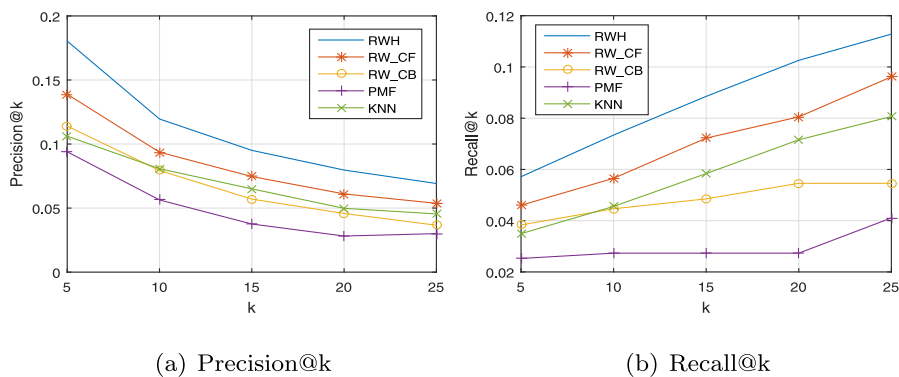 0.2
0.15
0.1
0.05
0
Precision@k
5 10 15 20 25
k
RWH
RW_CF
RW_CB
PMF
KNN
(a) Precision@k
0.12
0.1
0.08
0.06
0.04
0.02
Recall@k
5 10 15 20 25
k
RWH
RW_CF
RW_CB
PMF
KNN
(b) Recall@k